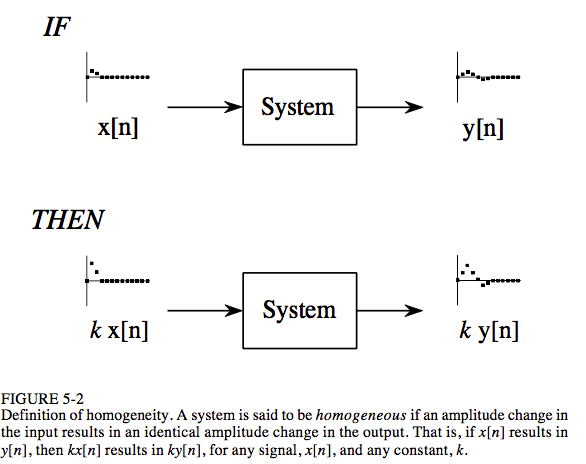 IF
x[n]
System
y[n]
THEN
k x[n]
System
k y[n]
FIGURE 5-2
Definition of homogeneity. A system is said to be homogeneous if an amplitude change in
the input results in an identical amplitude change in the output. That is, if x[n] results in
y[n], then kx[n] results in ky[n], for any signal, x[n], and any constant, k.